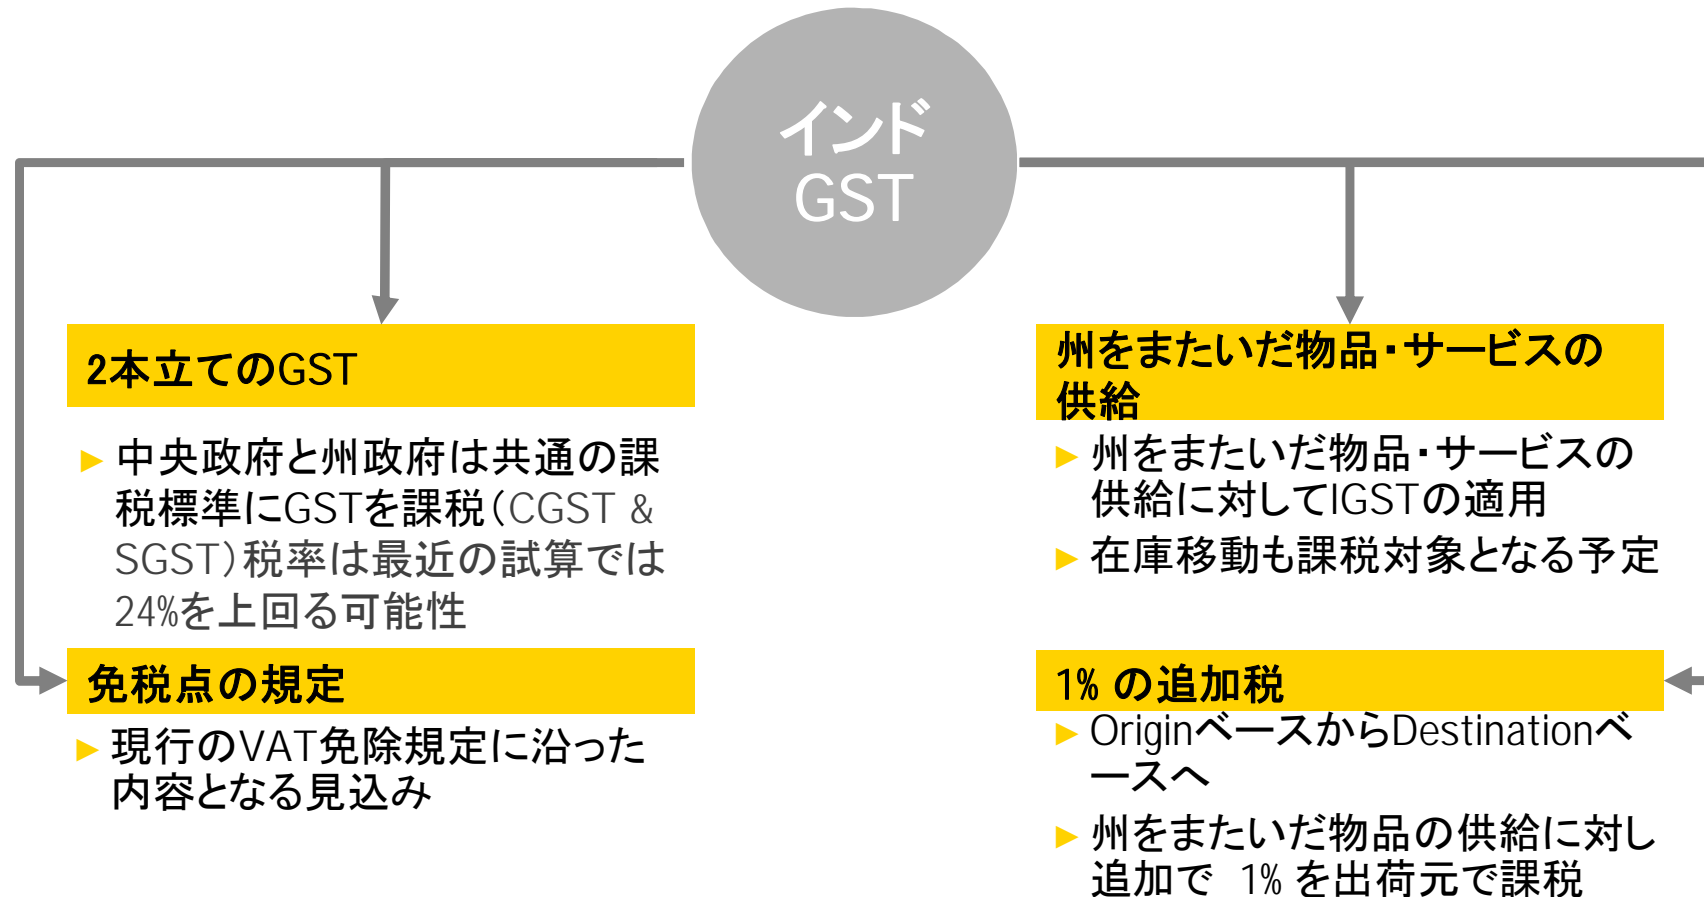 インド
GST
2本立てのGST
▶ 中央政府と州政府は共通の課
税標準にGSTを課税(CGST &
SGST)税率は最近の試算では
24%を上回る可能性
免税点の規定
▶ 現行のVAT免除規定に沿った
内容となる見込み
州をまたいだ物品・サービスの
供給
▶ 州をまたいだ物品・サービスの
供給に対してIGSTの適用
▶ 在庫移動も課税対象となる予定
1% の追加税
▶ OriginベースからDestinationベ
ースへ
▶ 州をまたいだ物品の供給に対し
追加で 1% を出荷元で課税